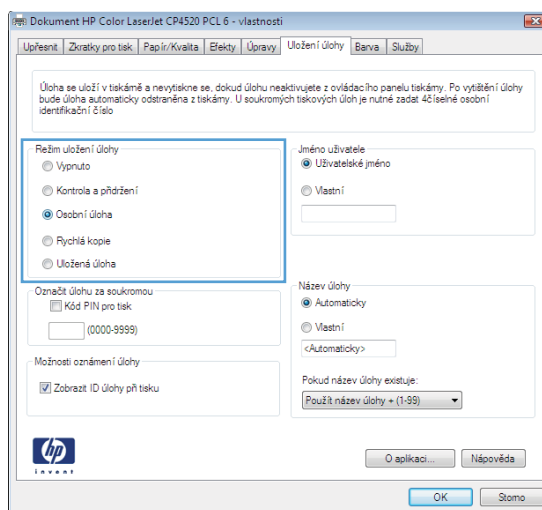 Dokument HP Color LaserJet CP4520 PCL 6 - vlastnosti
Upřesnit Zkratky pro tisk Papír/Kvalita Efekty Úpravy Uložení úlohy Barva Služby
Úloha se uloží v tiskárně a nevytiskne se, dokud úlohu neaktivujete z ovládacího panelu tiskárny. Po vytištění úlohy
bude úloha automaticky odstraněna z tiskárny. U soukromých tiskových úloh je nutné zadat 4číselné osobní
identifikační číslo
Režim uložení úlohy
Vypnuto
Kontrola a přidržení
Osobní úloha
Rychlá kopie
Uložená úloha
Jméno uživatele
Uživatelské jméno
Vlastní
Označit úlohu za soukromou
Kód PIN pro tisk
(0000-9999)
Název úlohy
Automaticky
Vlastní
<Automaticky>
Možnosti oznámení úlohy
Zobrazit ID úlohy při tisku
Pokud název úlohy existuje:
Použít název úlohy + (1-99)
hp
invent
O aplikaci... Nápověda
OK Storno